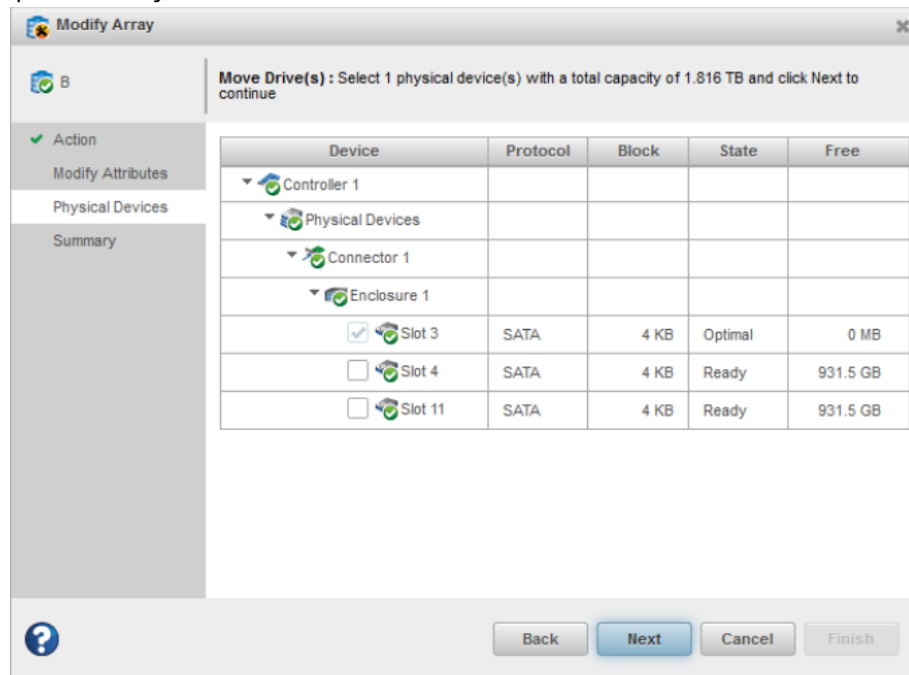 Modify Array
B
Move Drive(s) : Select 1 physical device(s) with a total capacity of 1.816 TB and click Next to
continue
Action
Modify Attributes
Physical Devices
Summary
Device Protocol Block State Free
Controller 1
Physical Devices
Connector 1
Enclosure 1
Slot 3 SATA 4 KB Optimal 0 MB
Slot 4 SATA 4 KB Ready 931.5 GB
Slot 11 SATA 4 KB Ready 931.5 GB
? Back Next Cancel Finish